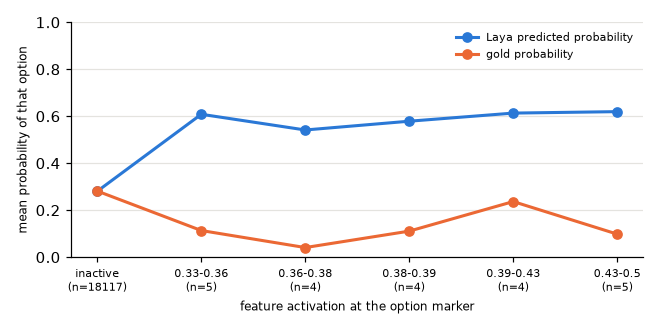 1.0
0.8
0.6
0.4
0.2
0.0
mean probability of that option
Laya predicted probability
gold probability
inactive
(n=18117)
0.33-0.36
(n=5)
0.36-0.38
(n=4)
0.38-0.39
(n=4)
0.39-0.43
(n=4)
0.43-0.5
(n=5)
feature activation at the option marker